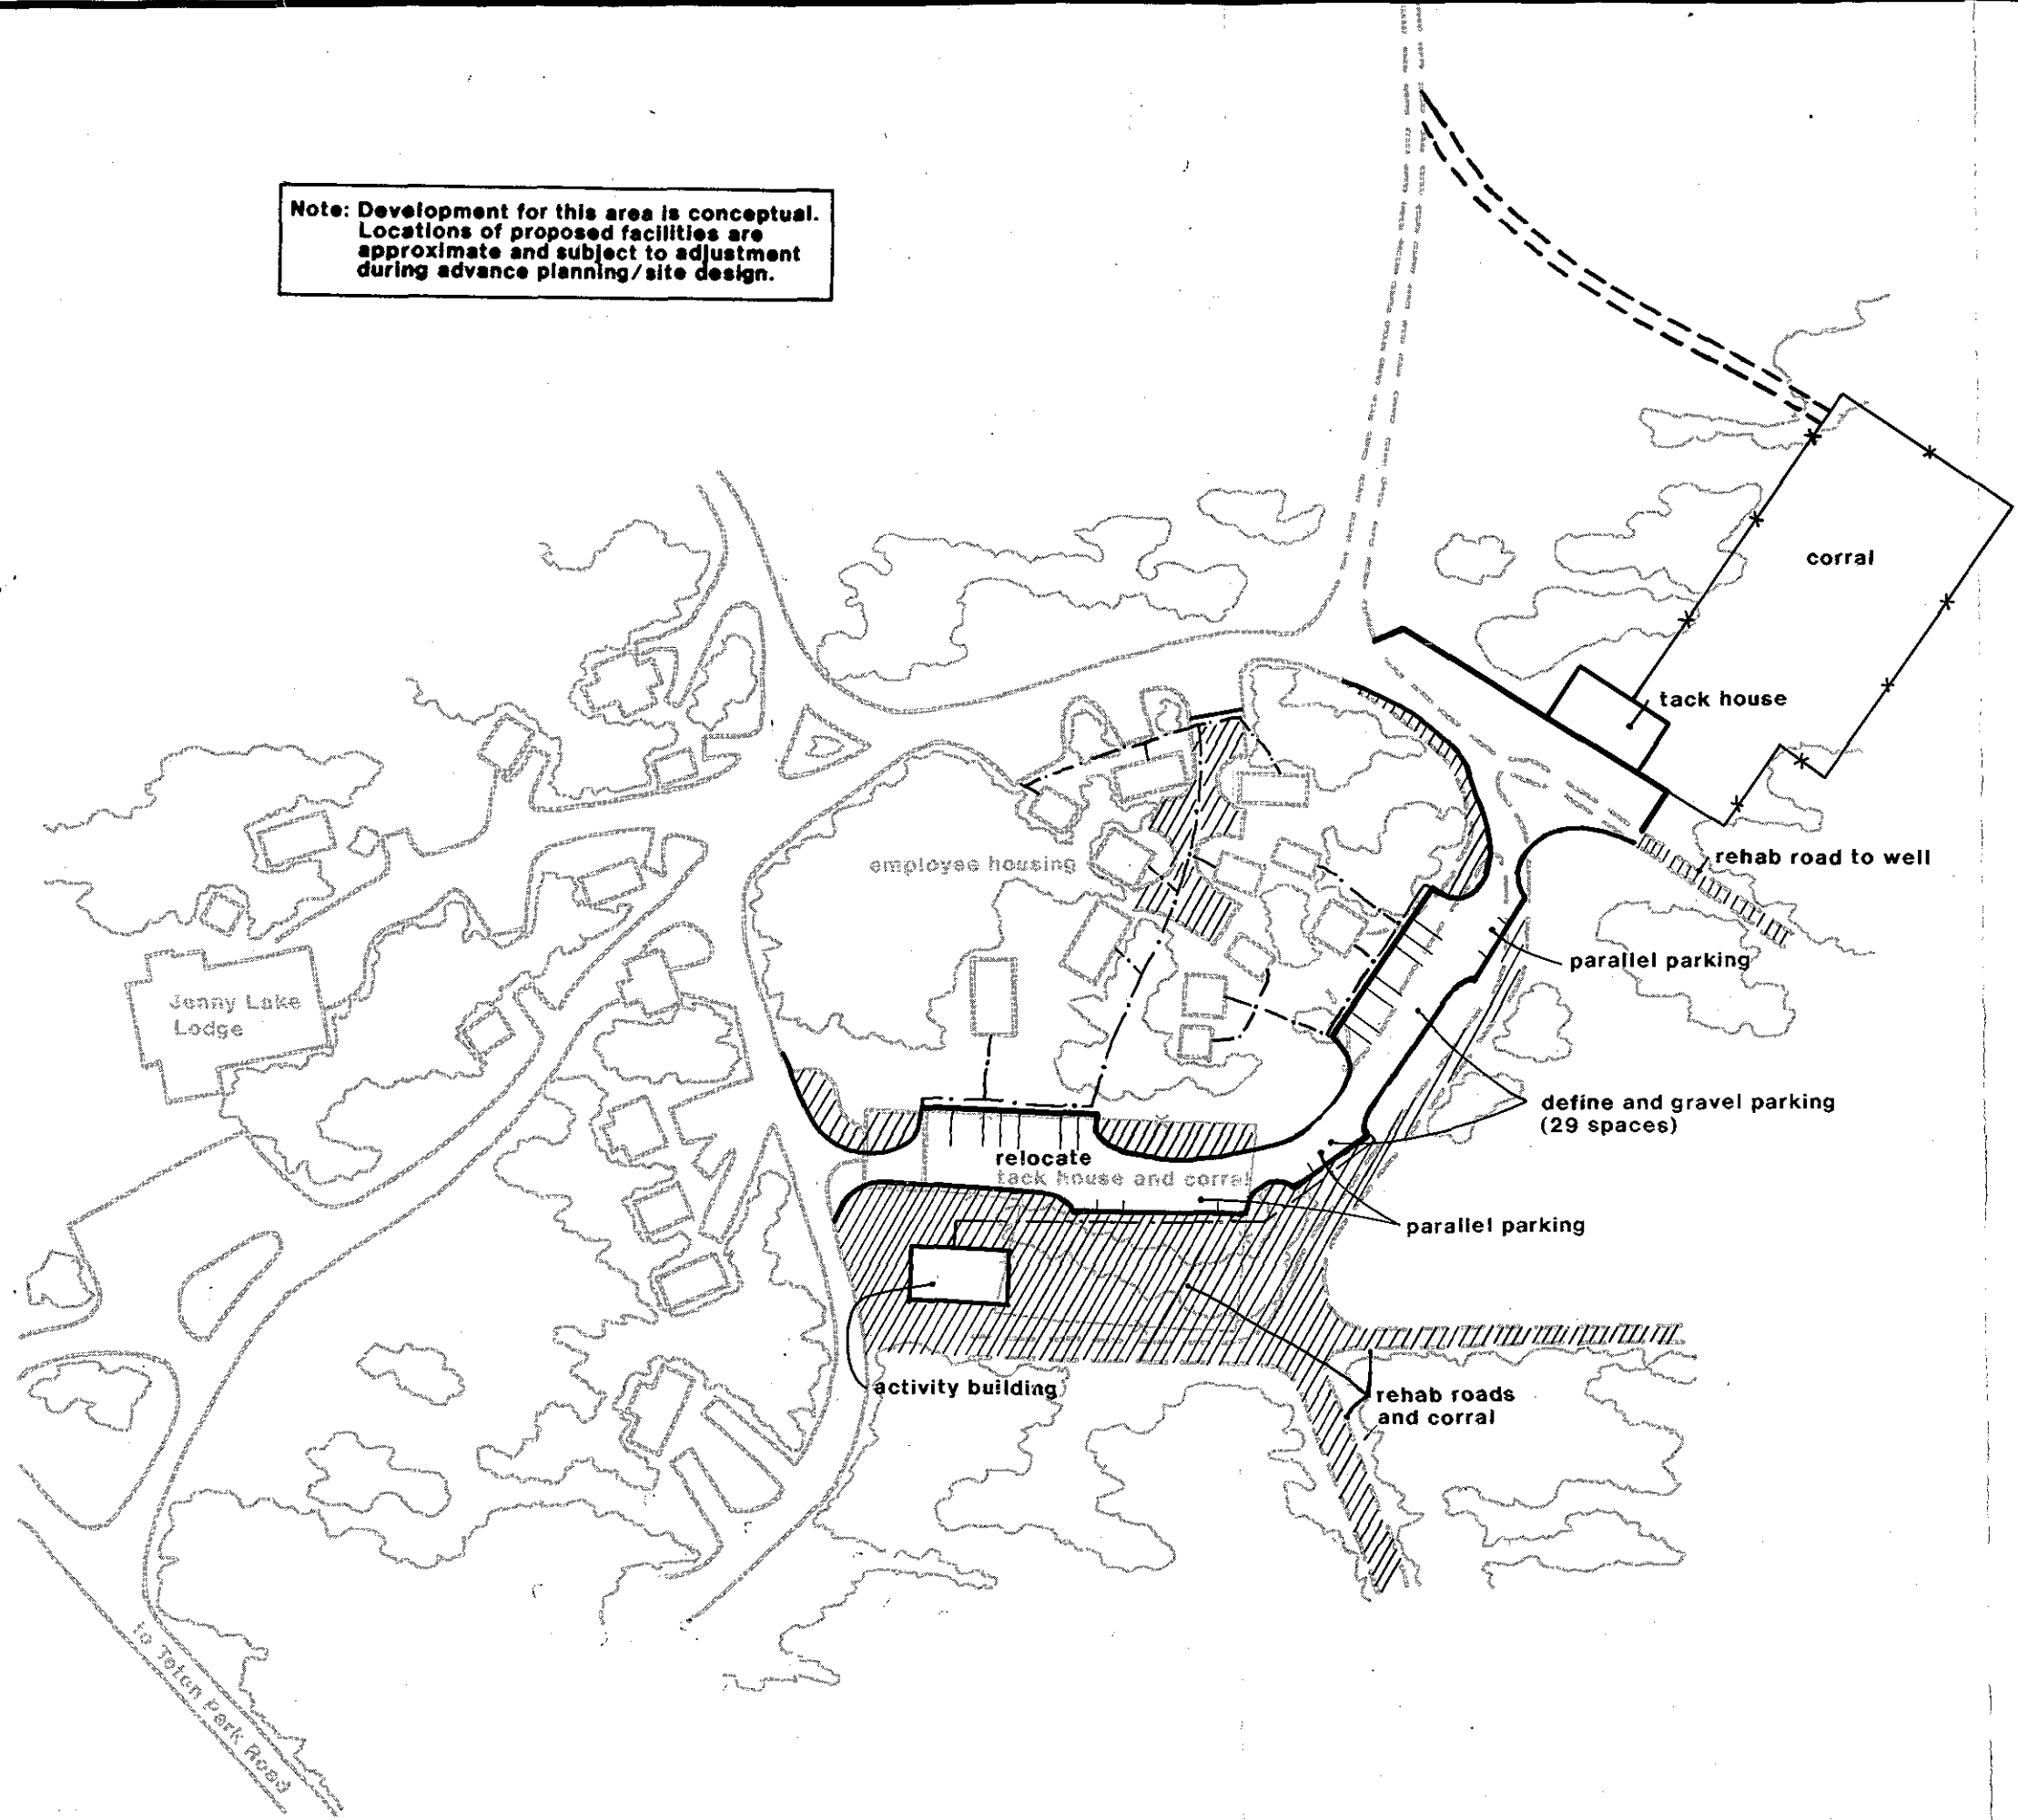 Note: Development for this area is conceptual.
Locations of proposed facilities are
approximate and subject to adjustment
during advance planning/site design.
corral
tack house
employee housing
rehab road to well
parallel parking
Jenny Lake
Lodge
define and gravel parking
(29 spaces)
relocate
tack house and corral
parallel parking
activity building
rehab roads
and corral
to Teton Park Road